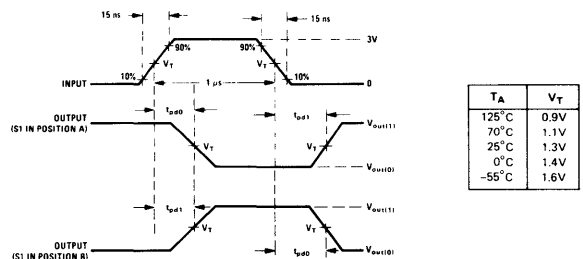 15 ns
15 ns
90%
90%
3V
V_T
V_T
INPUT
10%
1 μs
10%
0
t_pd0
t_pd1
OUTPUT
(S1 IN POSITION A)
V_out(1)
V_T
V_T
V_out(0)
t_pd1
V_out(1)
V_T
V_T
OUTPUT
(S1 IN POSITION B)
t_pd0
V_out(0)
T_A V_T
125°C 0.9V
70°C 1.1V
25°C 1.3V
0°C 1.4V
-55°C 1.6V